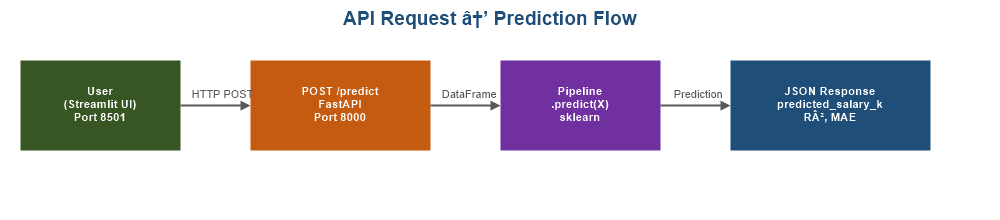 API Request â†’ Prediction Flow
User
(Streamlit UI)
Port 8501
HTTP POST
POST /predict
FastAPI
Port 8000
DataFrame
Pipeline
.predict(X)
sklearn
Prediction
JSON Response
predicted_salary_k
RÂ², MAE